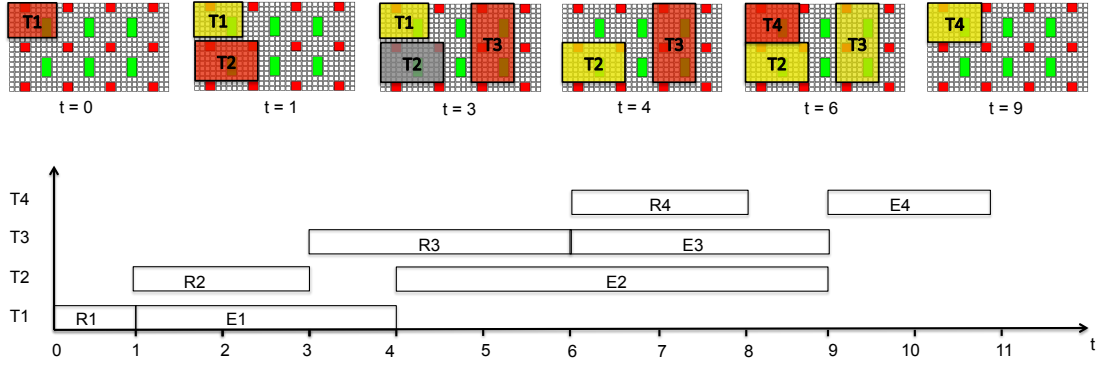 T1
T1
T2
T1
T2
T3
T2
T3
T4
T2
T3
T4
t = 0
t = 1
t = 3
t = 4
t = 6
t = 9
T4
R4
E4
T3
R3
E3
T2
R2
E2
T1
R1
E1
0 1 2 3 4 5 6 7 8 9 10 11 t